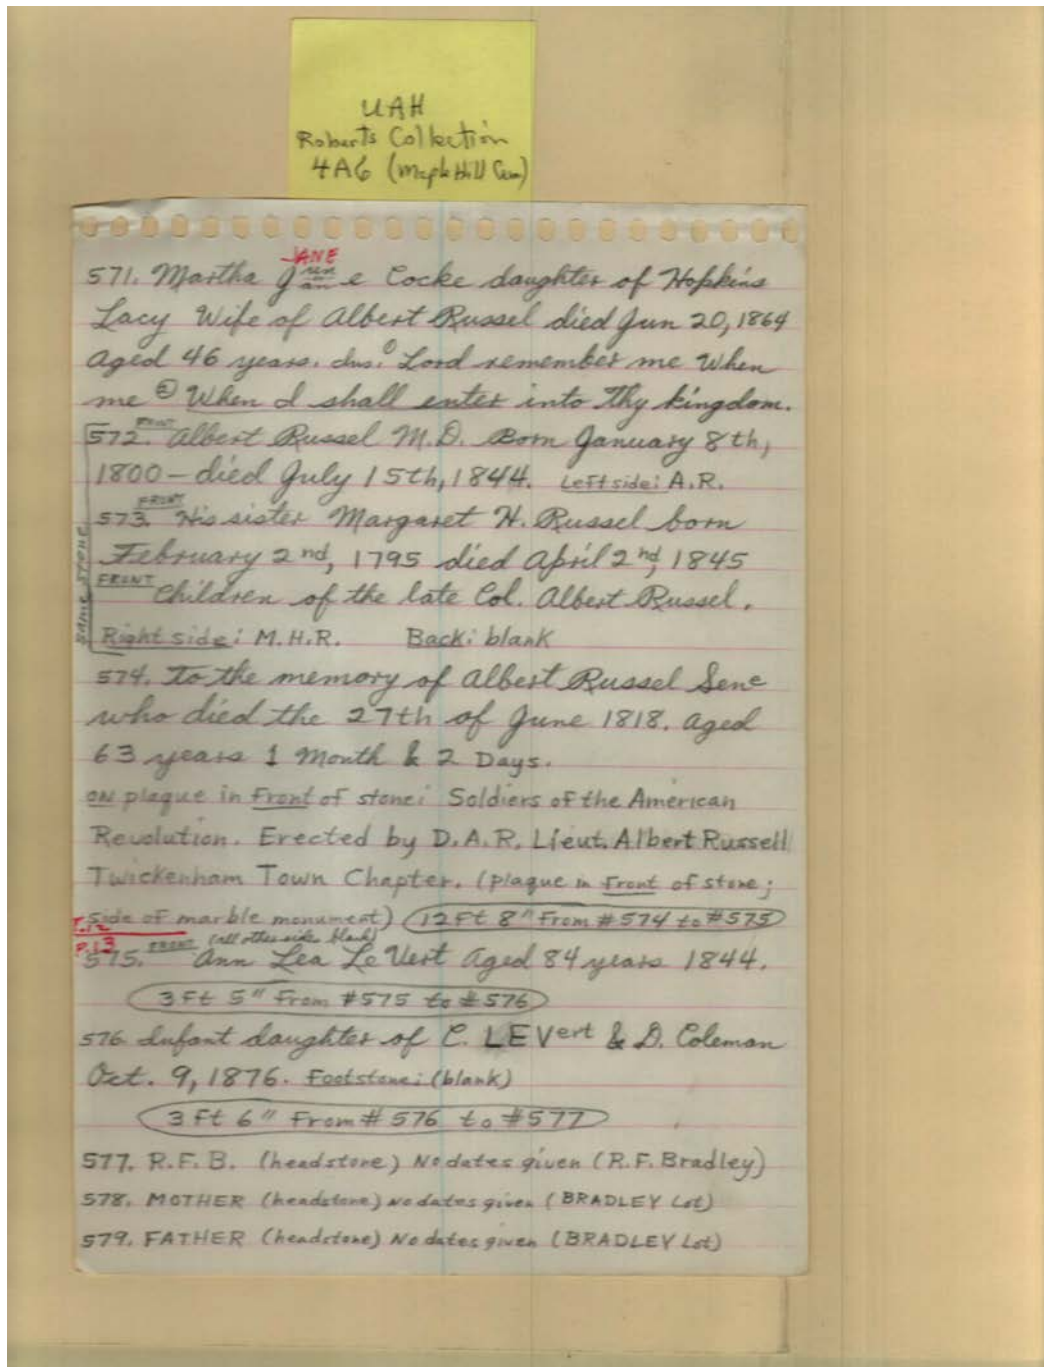 UAH
Roberts Collection
4A6 (Maple Hill Cem)
JANE
571. Martha J e Cocke daughter of Hopkins
Lacy Wife of Albert Russel died Jun 20, 1864
aged 46 years. Ins: ① Lord remember me When
me ② When I shall enter into Thy kingdom.
572. FRONT Albert Russel M.D. Born January 8th,
1800 – died July 15th, 1844. Left side: A.R.
573. FRONT His sister Margaret H. Russel born
February 2nd, 1795 died April 2nd, 1845
FRONT Children of the late Col. Albert Russel.
SAME STONE
Right side: M.H.R. Back: blank
574. To the memory of Albert Russel Sene
who died the 27th of June 1818. aged
63 years 1 Month & 2 Days.
on plaque in Front of stone: Soldiers of the American
Revolution. Erected by D.A.R. Lieut. Albert Russell
Twickenham Town Chapter. (plaque in Front of stone;
side of marble monument) 12 Ft 8" From #574 to #575
P.13
575. FRONT (all other side blank) Ann Lea Le Vert Aged 84 years 1844.
3 Ft 5" From #575 to #576
576. Infant daughter of C. LEVert & D. Coleman
Oct. 9, 1876. Footstone: (blank)
3 Ft 6" From #576 to #577
577. R.F.B. (headstone) No dates given (R.F. Bradley)
578. MOTHER (headstone) No dates given (BRADLEY Lot)
579. FATHER (headstone) No dates given (BRADLEY Lot)